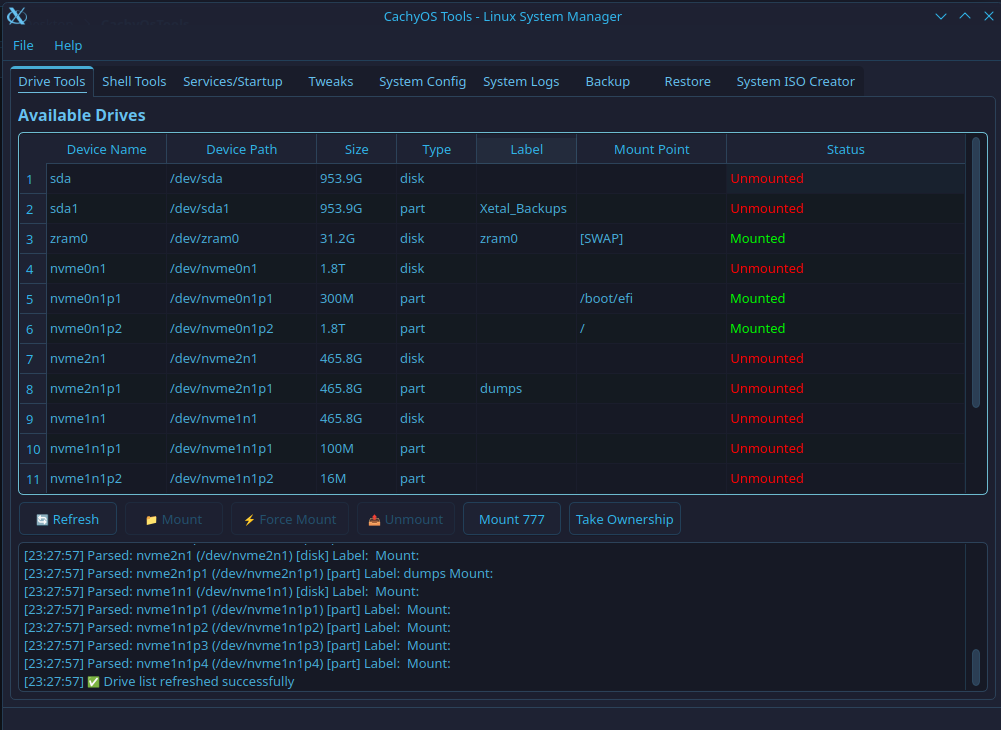 CachyOS Tools - Linux System Manager
File Help
Drive Tools Shell Tools Services/Startup Tweaks System Config System Logs Backup Restore System ISO Creator
Available Drives
Device Name Device Path Size Type Label Mount Point Status
1 sda /dev/sda 953.9G disk Unmounted
2 sda1 /dev/sda1 953.9G part Xetal_Backups Unmounted
3 zram0 /dev/zram0 31.2G disk zram0 [SWAP] Mounted
4 nvme0n1 /dev/nvme0n1 1.8T disk Unmounted
5 nvme0n1p1 /dev/nvme0n1p1 300M part /boot/efi Mounted
6 nvme0n1p2 /dev/nvme0n1p2 1.8T part / Mounted
7 nvme2n1 /dev/nvme2n1 465.8G disk Unmounted
8 nvme2n1p1 /dev/nvme2n1p1 465.8G part dumps Unmounted
9 nvme1n1 /dev/nvme1n1 465.8G disk Unmounted
10 nvme1n1p1 /dev/nvme1n1p1 100M part Unmounted
11 nvme1n1p2 /dev/nvme1n1p2 16M part Unmounted
🔄 Refresh 📁 Mount ⚡ Force Mount 📤 Unmount Mount 777 Take Ownership
[23:27:57] Parsed: nvme2n1 (/dev/nvme2n1) [disk] Label:  Mount:
[23:27:57] Parsed: nvme2n1p1 (/dev/nvme2n1p1) [part] Label: dumps Mount:
[23:27:57] Parsed: nvme1n1 (/dev/nvme1n1) [disk] Label:  Mount:
[23:27:57] Parsed: nvme1n1p1 (/dev/nvme1n1p1) [part] Label:  Mount:
[23:27:57] Parsed: nvme1n1p2 (/dev/nvme1n1p2) [part] Label:  Mount:
[23:27:57] Parsed: nvme1n1p3 (/dev/nvme1n1p3) [part] Label:  Mount:
[23:27:57] Parsed: nvme1n1p4 (/dev/nvme1n1p4) [part] Label:  Mount:
[23:27:57] ✅ Drive list refreshed successfully